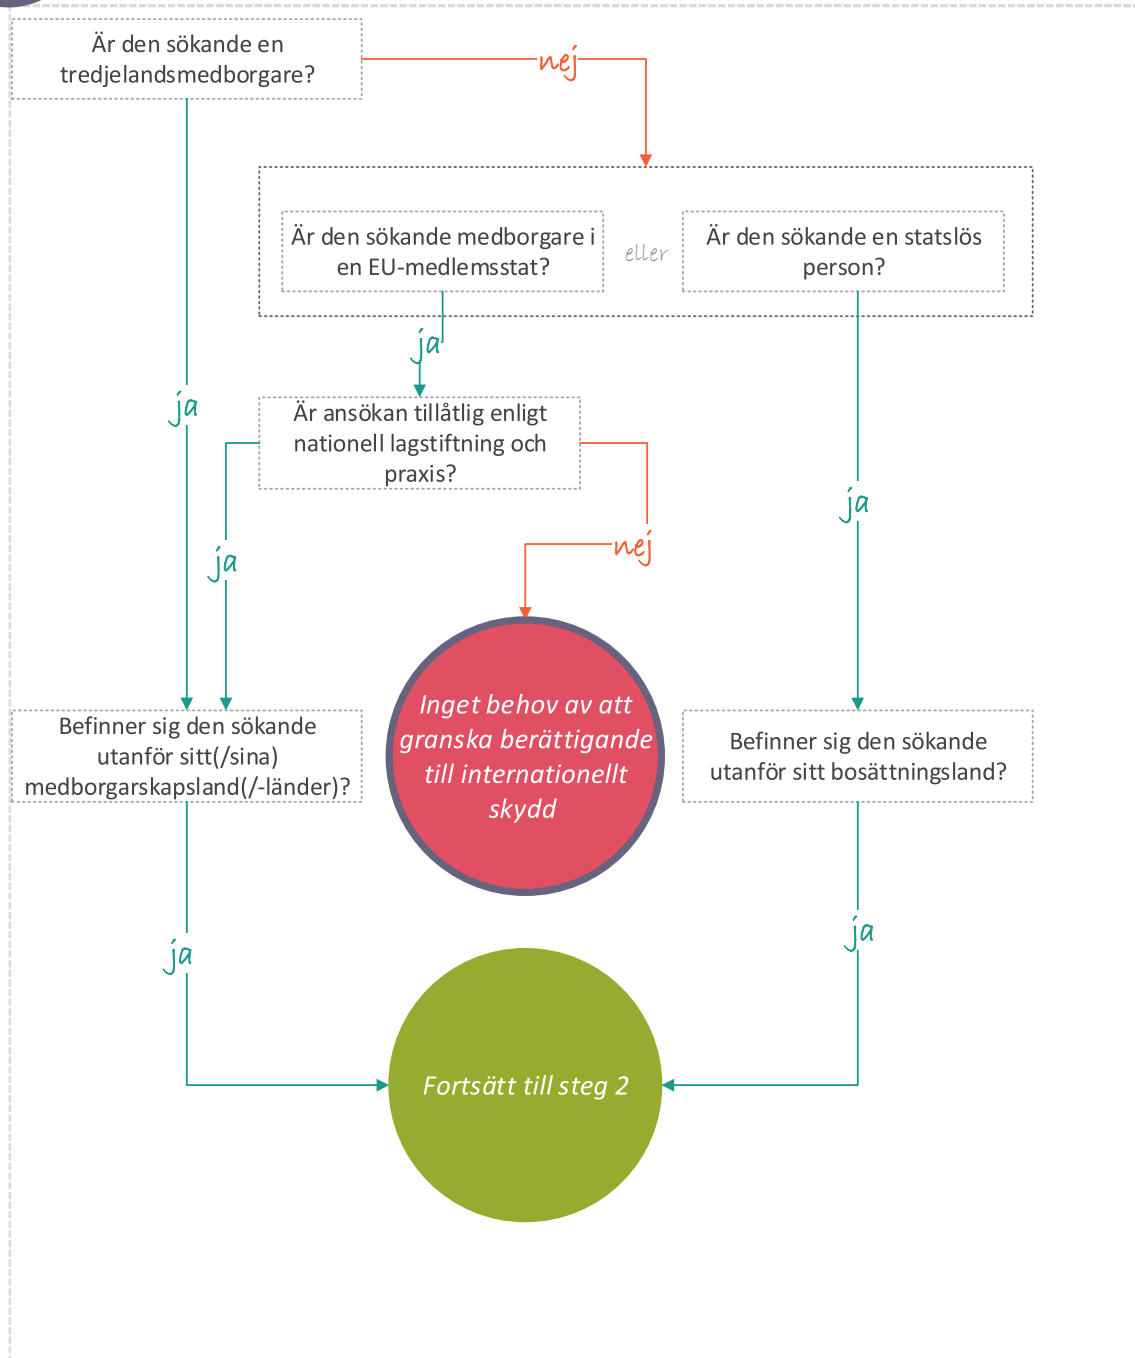 Är den sökande en
tredjelandsmedborgare?
nej
Är den sökande medborgare i
en EU-medlemsstat?
eller
Är den sökande en statslös
person?
ja
ja
Är ansökan tillåtlig enligt
nationell lagstiftning och
praxis?
ja
nej
ja
Befinner sig den sökande
utanför sitt(/sina)
medborgarskapsland(/-länder)?
Inget behov av att
granska berättigande
till internationellt
skydd
Befinner sig den sökande
utanför sitt bosättningsland?
ja
ja
Fortsätt till steg 2